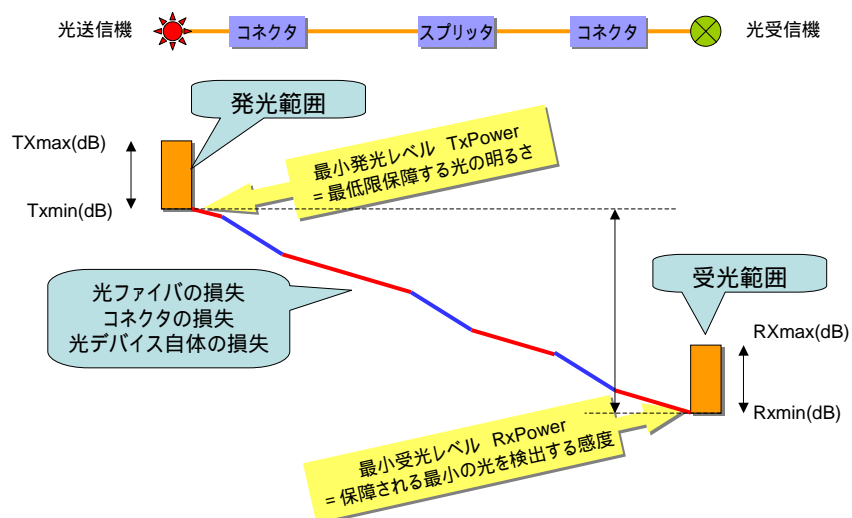 光送信機
コネクタ
スプリッタ
コネクタ
光受信機
発光範囲
TXmax(dB)
最小発光レベル TxPower
= 最低限保障する光の明るさ
Txmin(dB)
受光範囲
光ファイバの損失
コネクタの損失
光デバイス自体の損失
RXmax(dB)
Rxmin(dB)
最小受光レベル RxPower
= 保障される最小の光を検出する感度